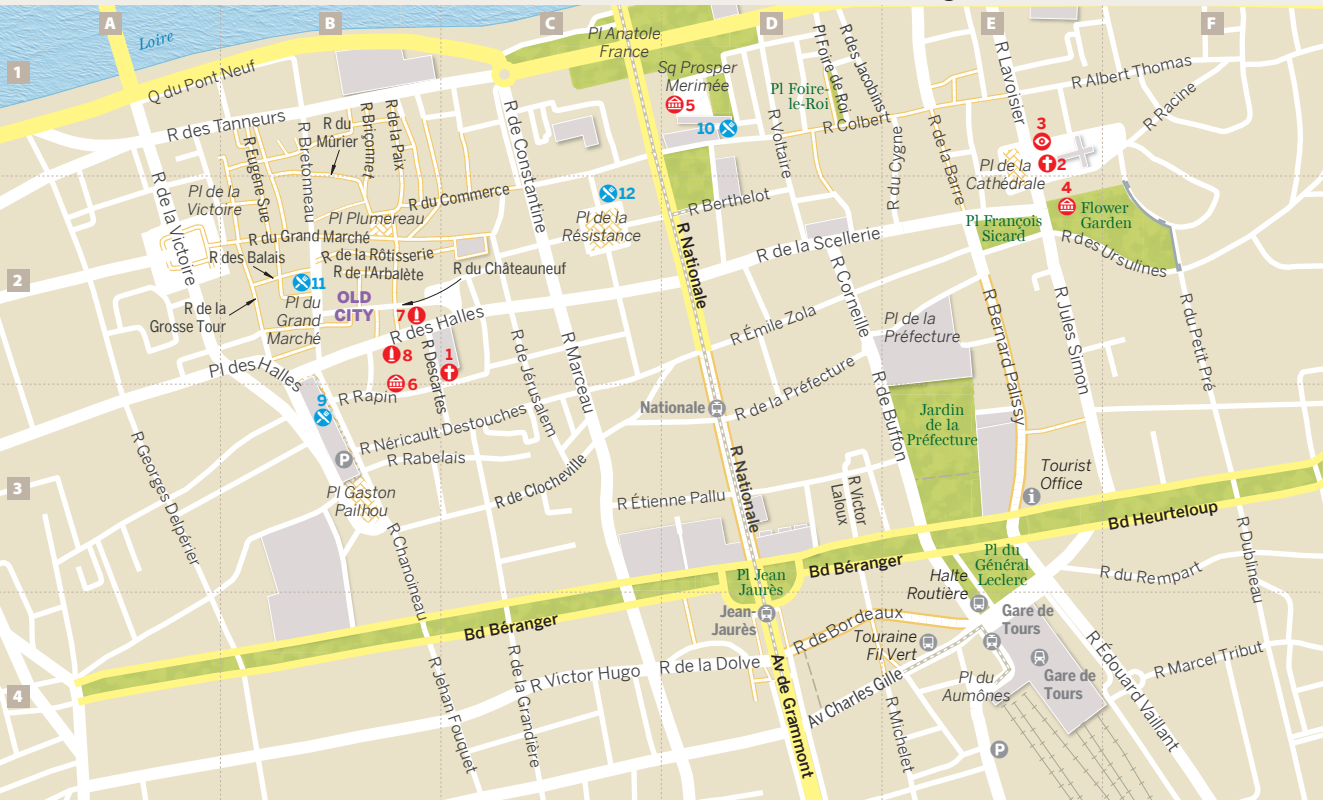 A
B
C
D
E
F
1
2
3
4
Loire
Q du Pont Neuf
R des Tanneurs
R du
Mûrier
R Briçonnet
R de la Paix
R Bretonneau
R Eugène Sue
Pl de la
Victoire
R de la Victoire
Pl Plumereau
R du Commerce
R du Grand Marché
R des Balais
R de la Rôtisserie
R de l'Arbalète
R du Châteauneuf
11
Pl du
Grand
Marché
OLD
CITY
R de la
Grosse Tour
7
R des Halles
8
1
6
R Descartes
Pl des Halles
9
R Rapin
R Néricault Destouches
R Rabelais
P
Pl Gaston
Pailhou
R Georges Delpérier
R Chanoineau
R de Constantine
R de Jérusalem
R Marceau
R de Clocheville
12
Pl de la
Résistance
Pl Anatole
France
Sq Prosper
Merimée
5
10
R Berthelot
R Nationale
Pl Foire-
le-Roi
Pl Foire de Roi
R des Jacobins
R Voltaire
R Colbert
R du Cygne
R de la Barre
R de la Scellerie
R Corneille
R Émile Zola
R de la Préfecture
Nationale
R Nationale
R Étienne Pallu
Pl de la
Préfecture
R de Buffon
Jardin
de la
Préfecture
R Victor
Laloux
R Lavoisier
R Albert Thomas
R Racine
3
2
Pl de la
Cathédrale
4
Flower
Garden
Pl François
Sicard
R des Ursulines
R Bernard Palissy
R Jules Simon
R du Petit Pré
Tourist
Office
Bd Heurteloup
R Dublineau
Pl du
Général
Leclerc
Halte
Routière
R du Rempart
Bd Béranger
Pl Jean
Jaurès
Jean-
Jaurès
Bd Béranger
R de Bordeaux
Touraine
Fil Vert
Gare de
Tours
Gare de
Tours
Pl du
Aumônes
R Édouard Vaillant
R Marcel Tribut
R Victor Hugo
R de la Dolve
Av de Grammont
Av Charles Gille
R Michelet
R Jehan Fouquet
R de la Grandière
P